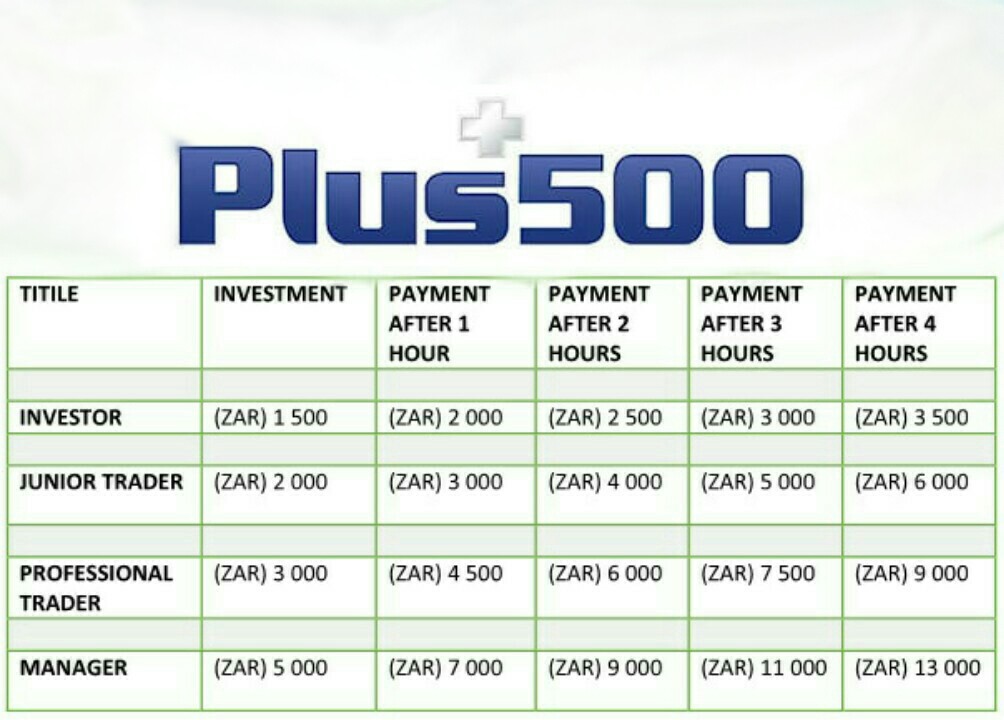 Plus500
TITILE INVESTMENT PAYMENT AFTER 1 HOUR PAYMENT AFTER 2 HOURS PAYMENT AFTER 3 HOURS PAYMENT AFTER 4 HOURS
INVESTOR (ZAR) 1 500 (ZAR) 2 000 (ZAR) 2 500 (ZAR) 3 000 (ZAR) 3 500
JUNIOR TRADER (ZAR) 2 000 (ZAR) 3 000 (ZAR) 4 000 (ZAR) 5 000 (ZAR) 6 000
PROFESSIONAL TRADER (ZAR) 3 000 (ZAR) 4 500 (ZAR) 6 000 (ZAR) 7 500 (ZAR) 9 000
MANAGER (ZAR) 5 000 (ZAR) 7 000 (ZAR) 9 000 (ZAR) 11 000 (ZAR) 13 000